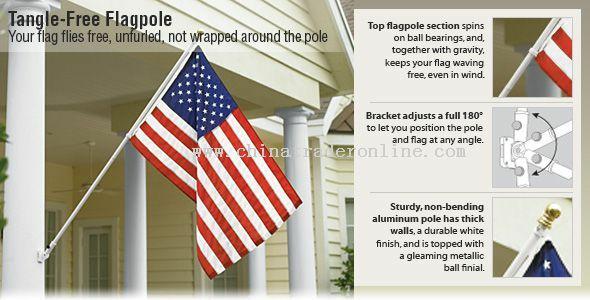 Tangle-Free Flagpole
Your flag flies free, unfurled, not wrapped around the pole
Top flagpole section spins
on ball bearings, and,
together with gravity,
keeps your flag waving
free, even in wind.
Bracket adjusts a full 180°
to let you position the pole
and flag at any angle.
www.chinatraderonline.com
Sturdy, non-bending
aluminum pole has thick
walls, a durable white
finish, and is topped with
a gleaming metallic
ball finial.